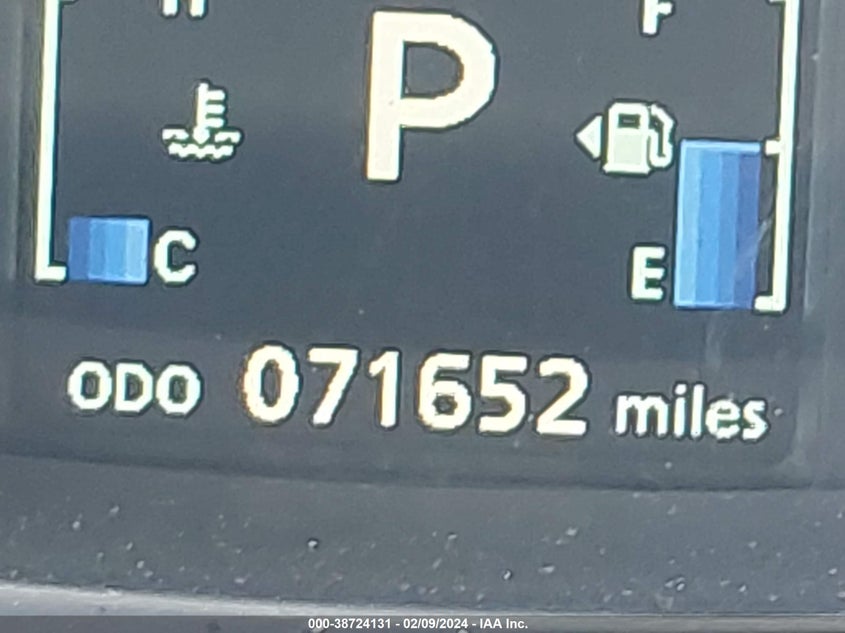 H F
P
C
E
ODO 071652 miles
000-38724131 - 02/09/2024 - IAA Inc.